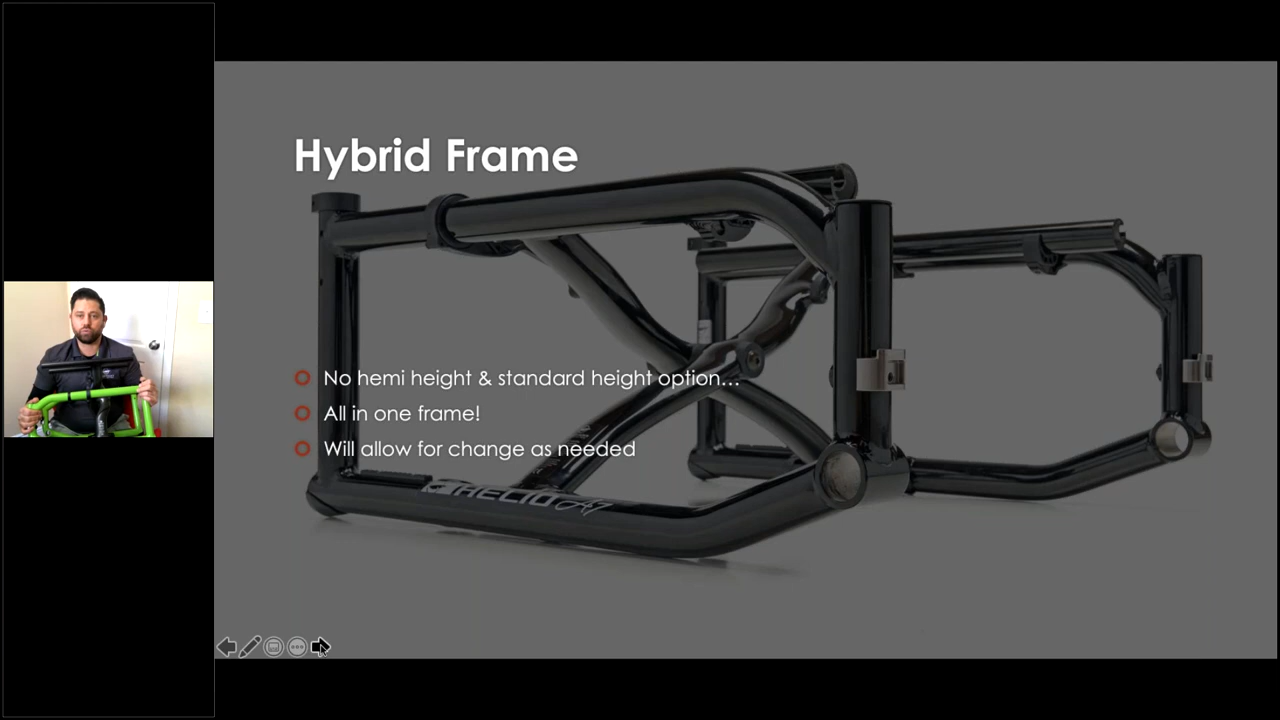 Hybrid Frame
No hemi height & standard height option...
All in one frame!
Will allow for change as needed
HELIO A7